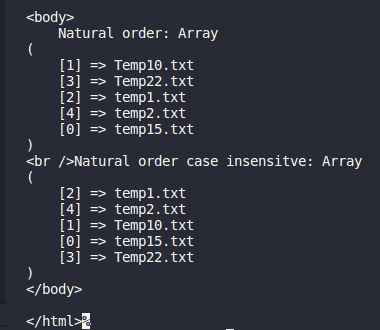 <body>
    Natural order: Array
(
    [1] => Temp10.txt
    [3] => Temp22.txt
    [2] => temp1.txt
    [4] => temp2.txt
    [0] => temp15.txt
)
<br />Natural order case insensitve: Array
(
    [2] => temp1.txt
    [4] => temp2.txt
    [1] => Temp10.txt
    [0] => temp15.txt
    [3] => Temp22.txt
)
</body>

</html>%